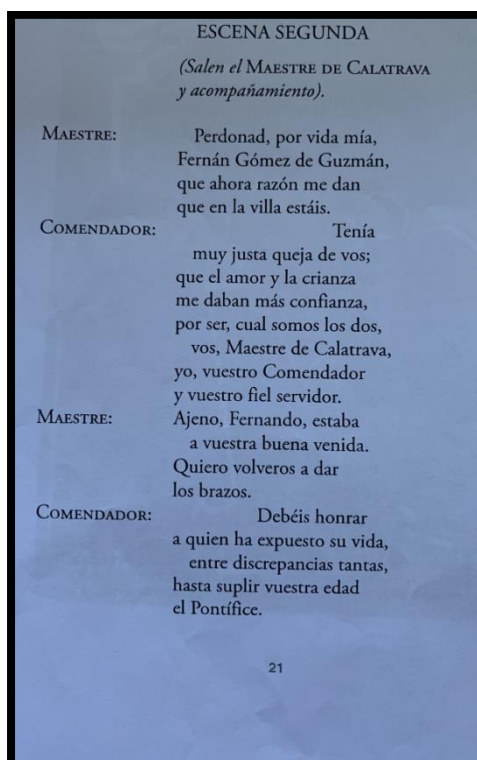 ESCENA SEGUNDA
(Salen el MAESTRE DE CALATRAVA
y acompañamiento).
MAESTRE: Perdonad, por vida mía,
Fernán Gómez de Guzmán,
que ahora razón me dan
que en la villa estáis.
COMENDADOR: Tenía
muy justa queja de vos;
que el amor y la crianza
me daban más confianza,
por ser, cual somos los dos,
vos, Maestre de Calatrava,
yo, vuestro Comendador
y vuestro fiel servidor.
MAESTRE: Ajeno, Fernando, estaba
a vuestra buena venida.
Quiero volveros a dar
los brazos.
COMENDADOR: Debéis honrar
a quien ha expuesto su vida,
entre discrepancias tantas,
hasta suplir vuestra edad
el Pontífice.
21